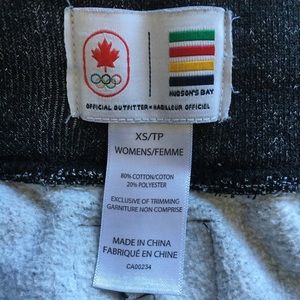 HUDSON'S BAY
OFFICIAL OUTFITTER • HABILLEUR OFFICIEL
XS/TP
WOMENS/FEMME
80% COTTON/COTON
20% POLYESTER
EXCLUSIVE OF TRIMMING
GARNITURE NON COMPRISE
MADE IN CHINA
FABRIQUÉ EN CHINE
CA00234